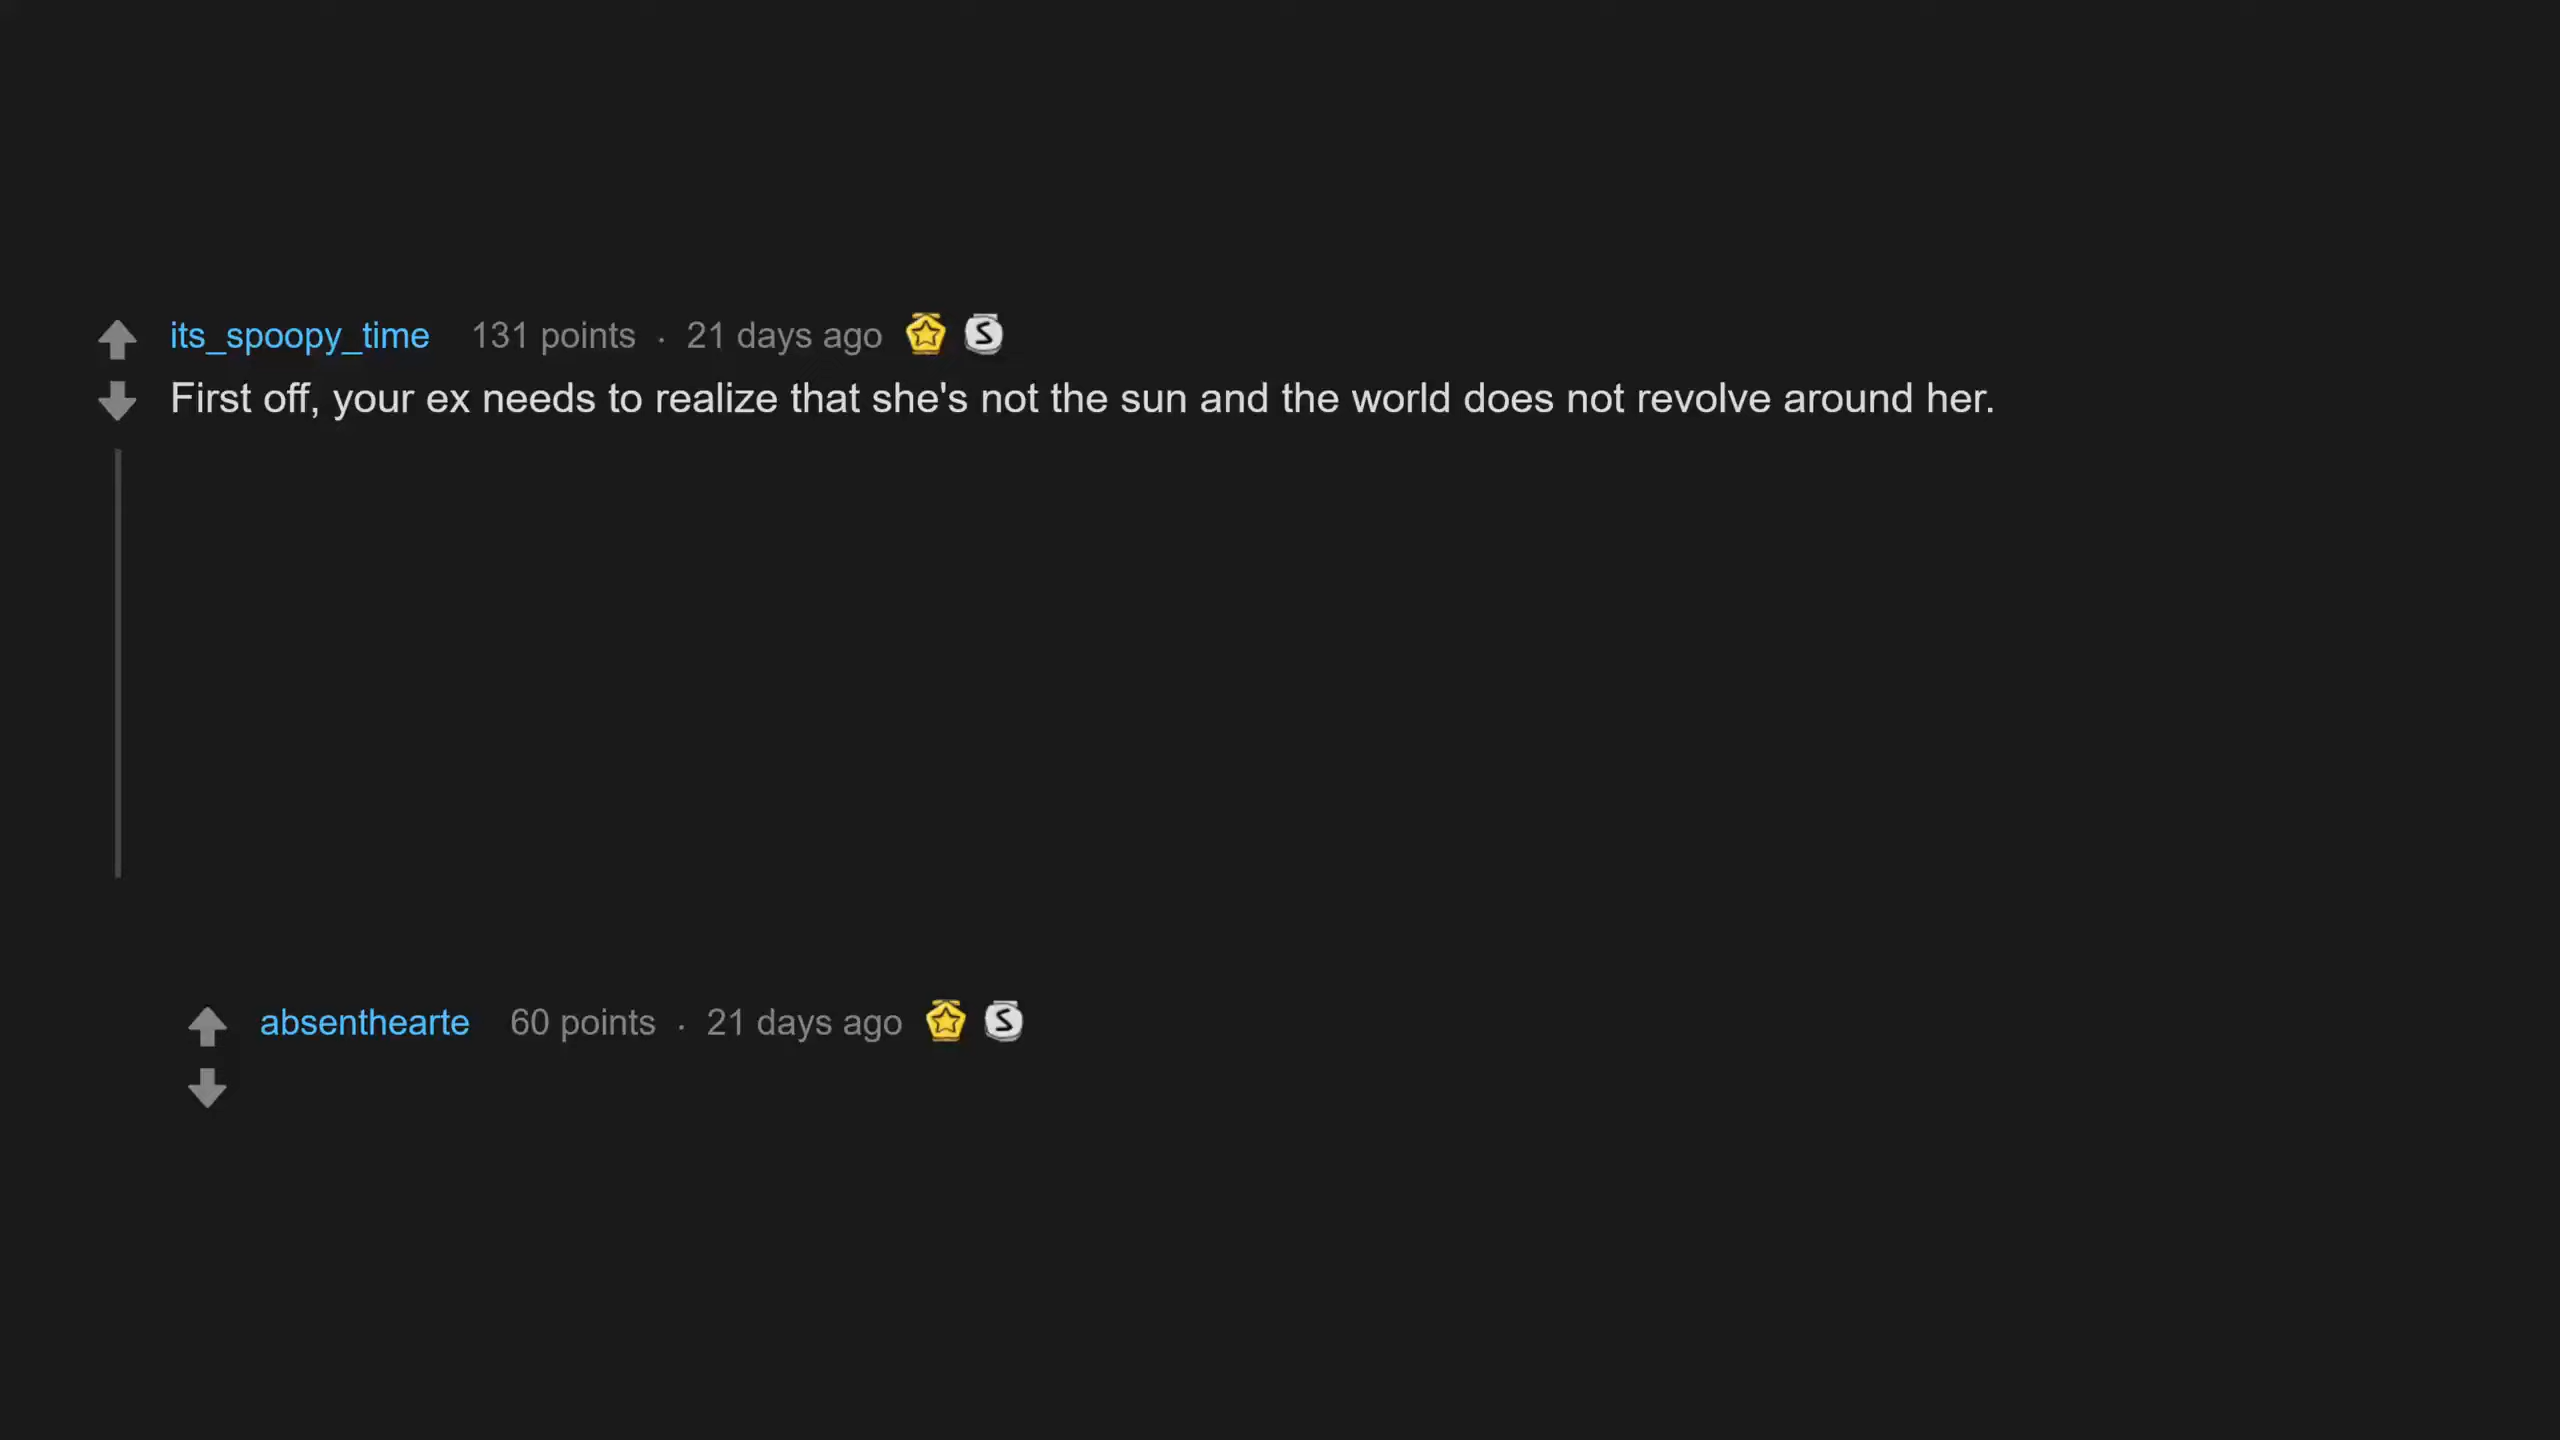 its_spoopy_time 131 points · 21 days ago S
First off, your ex needs to realize that she's not the sun and the world does not revolve around her.
absenthearte 60 points · 21 days ago S